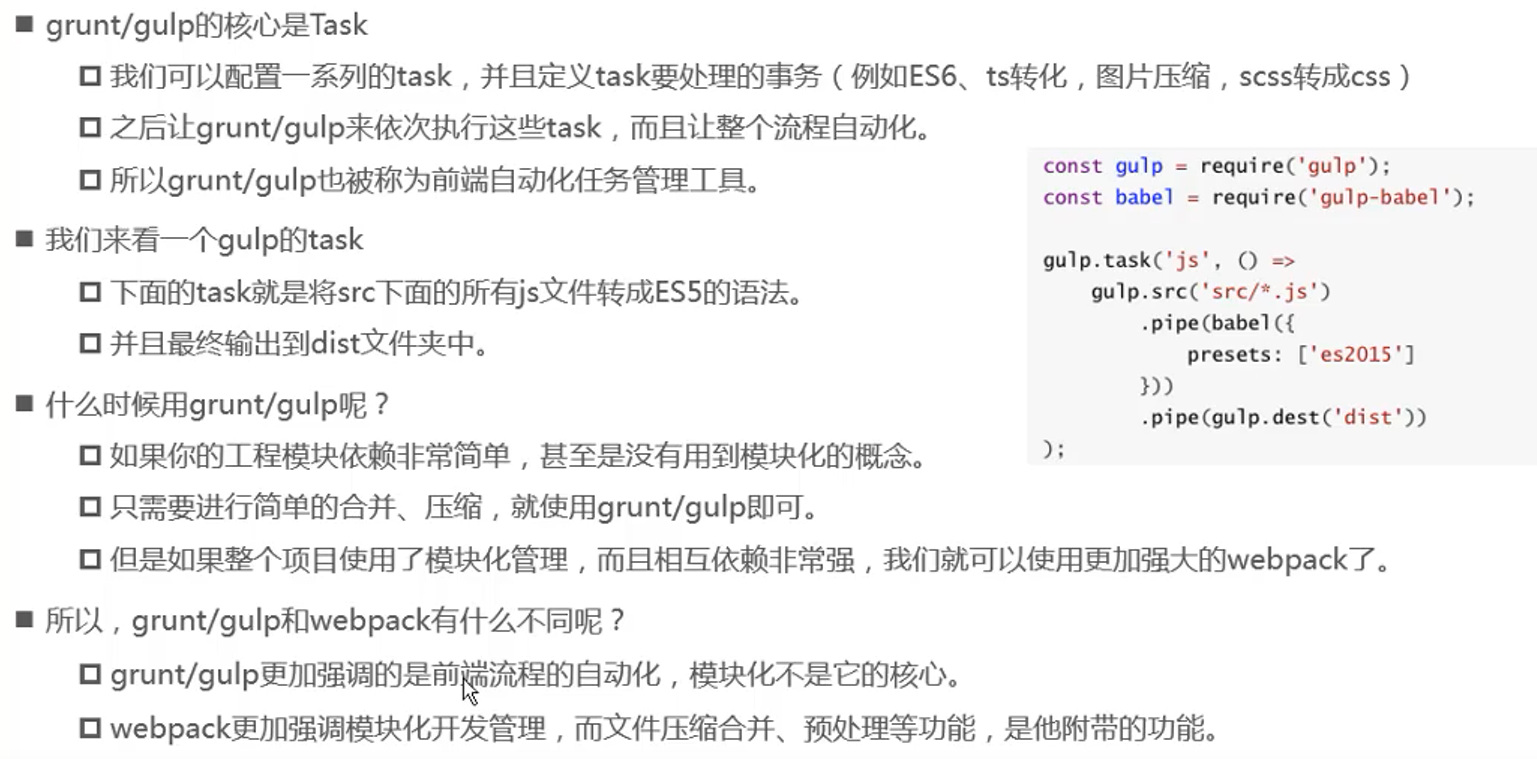 ■ grunt/gulp的核心是Task
□ 我们可以配置一系列的task，并且定义task要处理的事务（例如ES6、ts转化，图片压缩，scss转成css）
□ 之后让grunt/gulp来依次执行这些task，而且让整个流程自动化。
□ 所以grunt/gulp也被称为前端自动化任务管理工具。
■ 我们来看一个gulp的task
□ 下面的task就是将src下面的所有js文件转成ES5的语法。
□ 并且最终输出到dist文件夹中。
■ 什么时候用grunt/gulp呢？
□ 如果你的工程模块依赖非常简单，甚至是没有用到模块化的概念。
□ 只需要进行简单的合并、压缩，就使用grunt/gulp即可。
□ 但是如果整个项目使用了模块化管理，而且相互依赖非常强，我们就可以使用更加强大的webpack了。
■ 所以，grunt/gulp和webpack有什么不同呢？
□ grunt/gulp更加强调的是前端流程的自动化，模块化不是它的核心。
□ webpack更加强调模块化开发管理，而文件压缩合并、预处理等功能，是他附带的功能。
const gulp = require('gulp');
const babel = require('gulp-babel');
gulp.task('js', () =>
    gulp.src('src/*.js')
        .pipe(babel({
            presets: ['es2015']
        }))
        .pipe(gulp.dest('dist'))
);